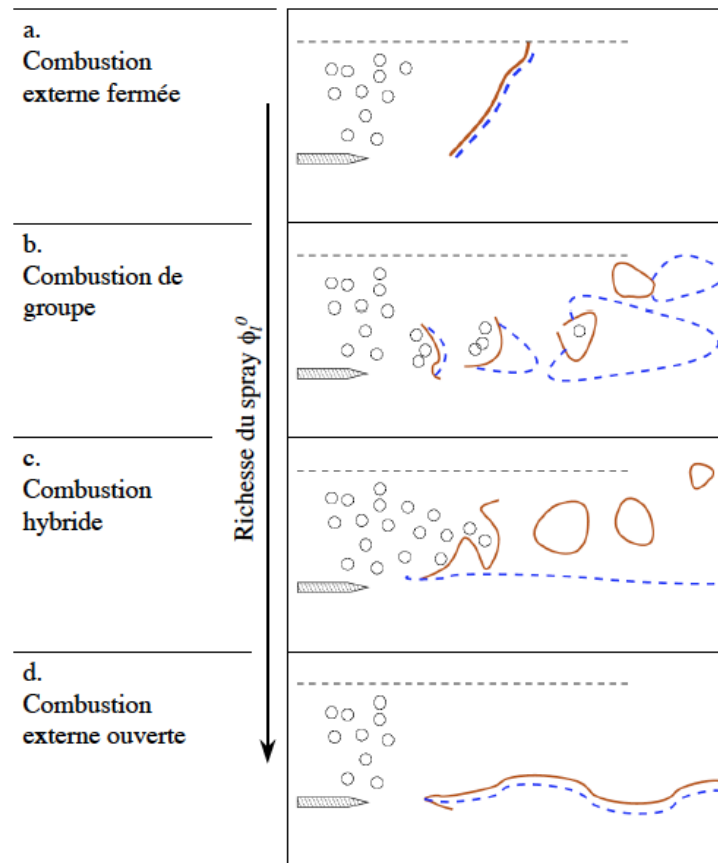 a.
Combustion
externe fermée
b.
Combustion de
groupe
Richesse du spray ϕₗ⁰
c.
Combustion
hybride
d.
Combustion
externe ouverte